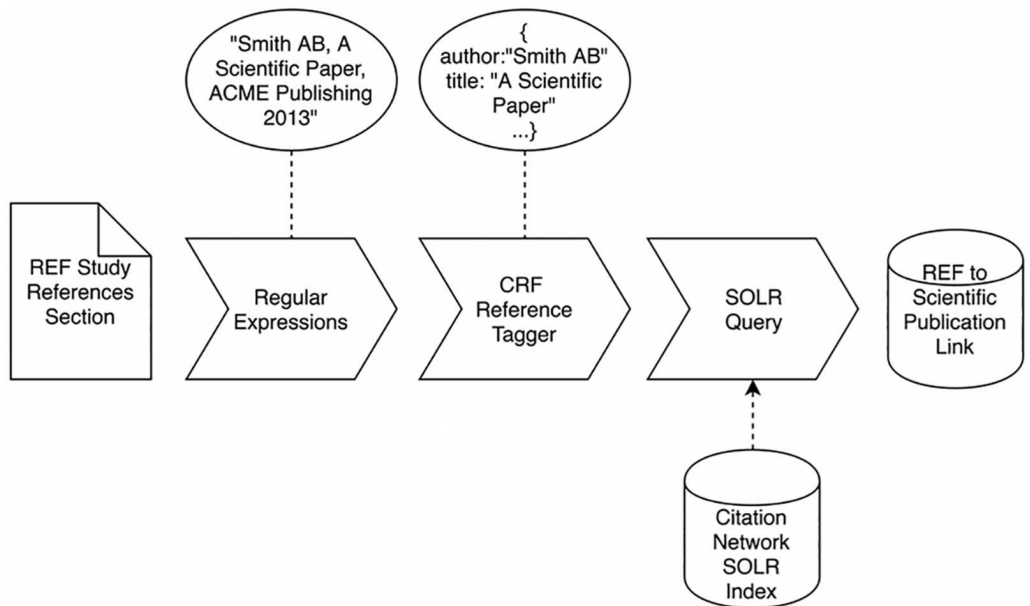 "Smith AB, A
Scientific Paper,
ACME Publishing
2013"
{
author:"Smith AB"
title: "A Scientific
Paper"
...}
REF Study
References
Section
Regular
Expressions
CRF
Reference
Tagger
SOLR
Query
REF to
Scientific
Publication
Link
Citation
Network
SOLR
Index